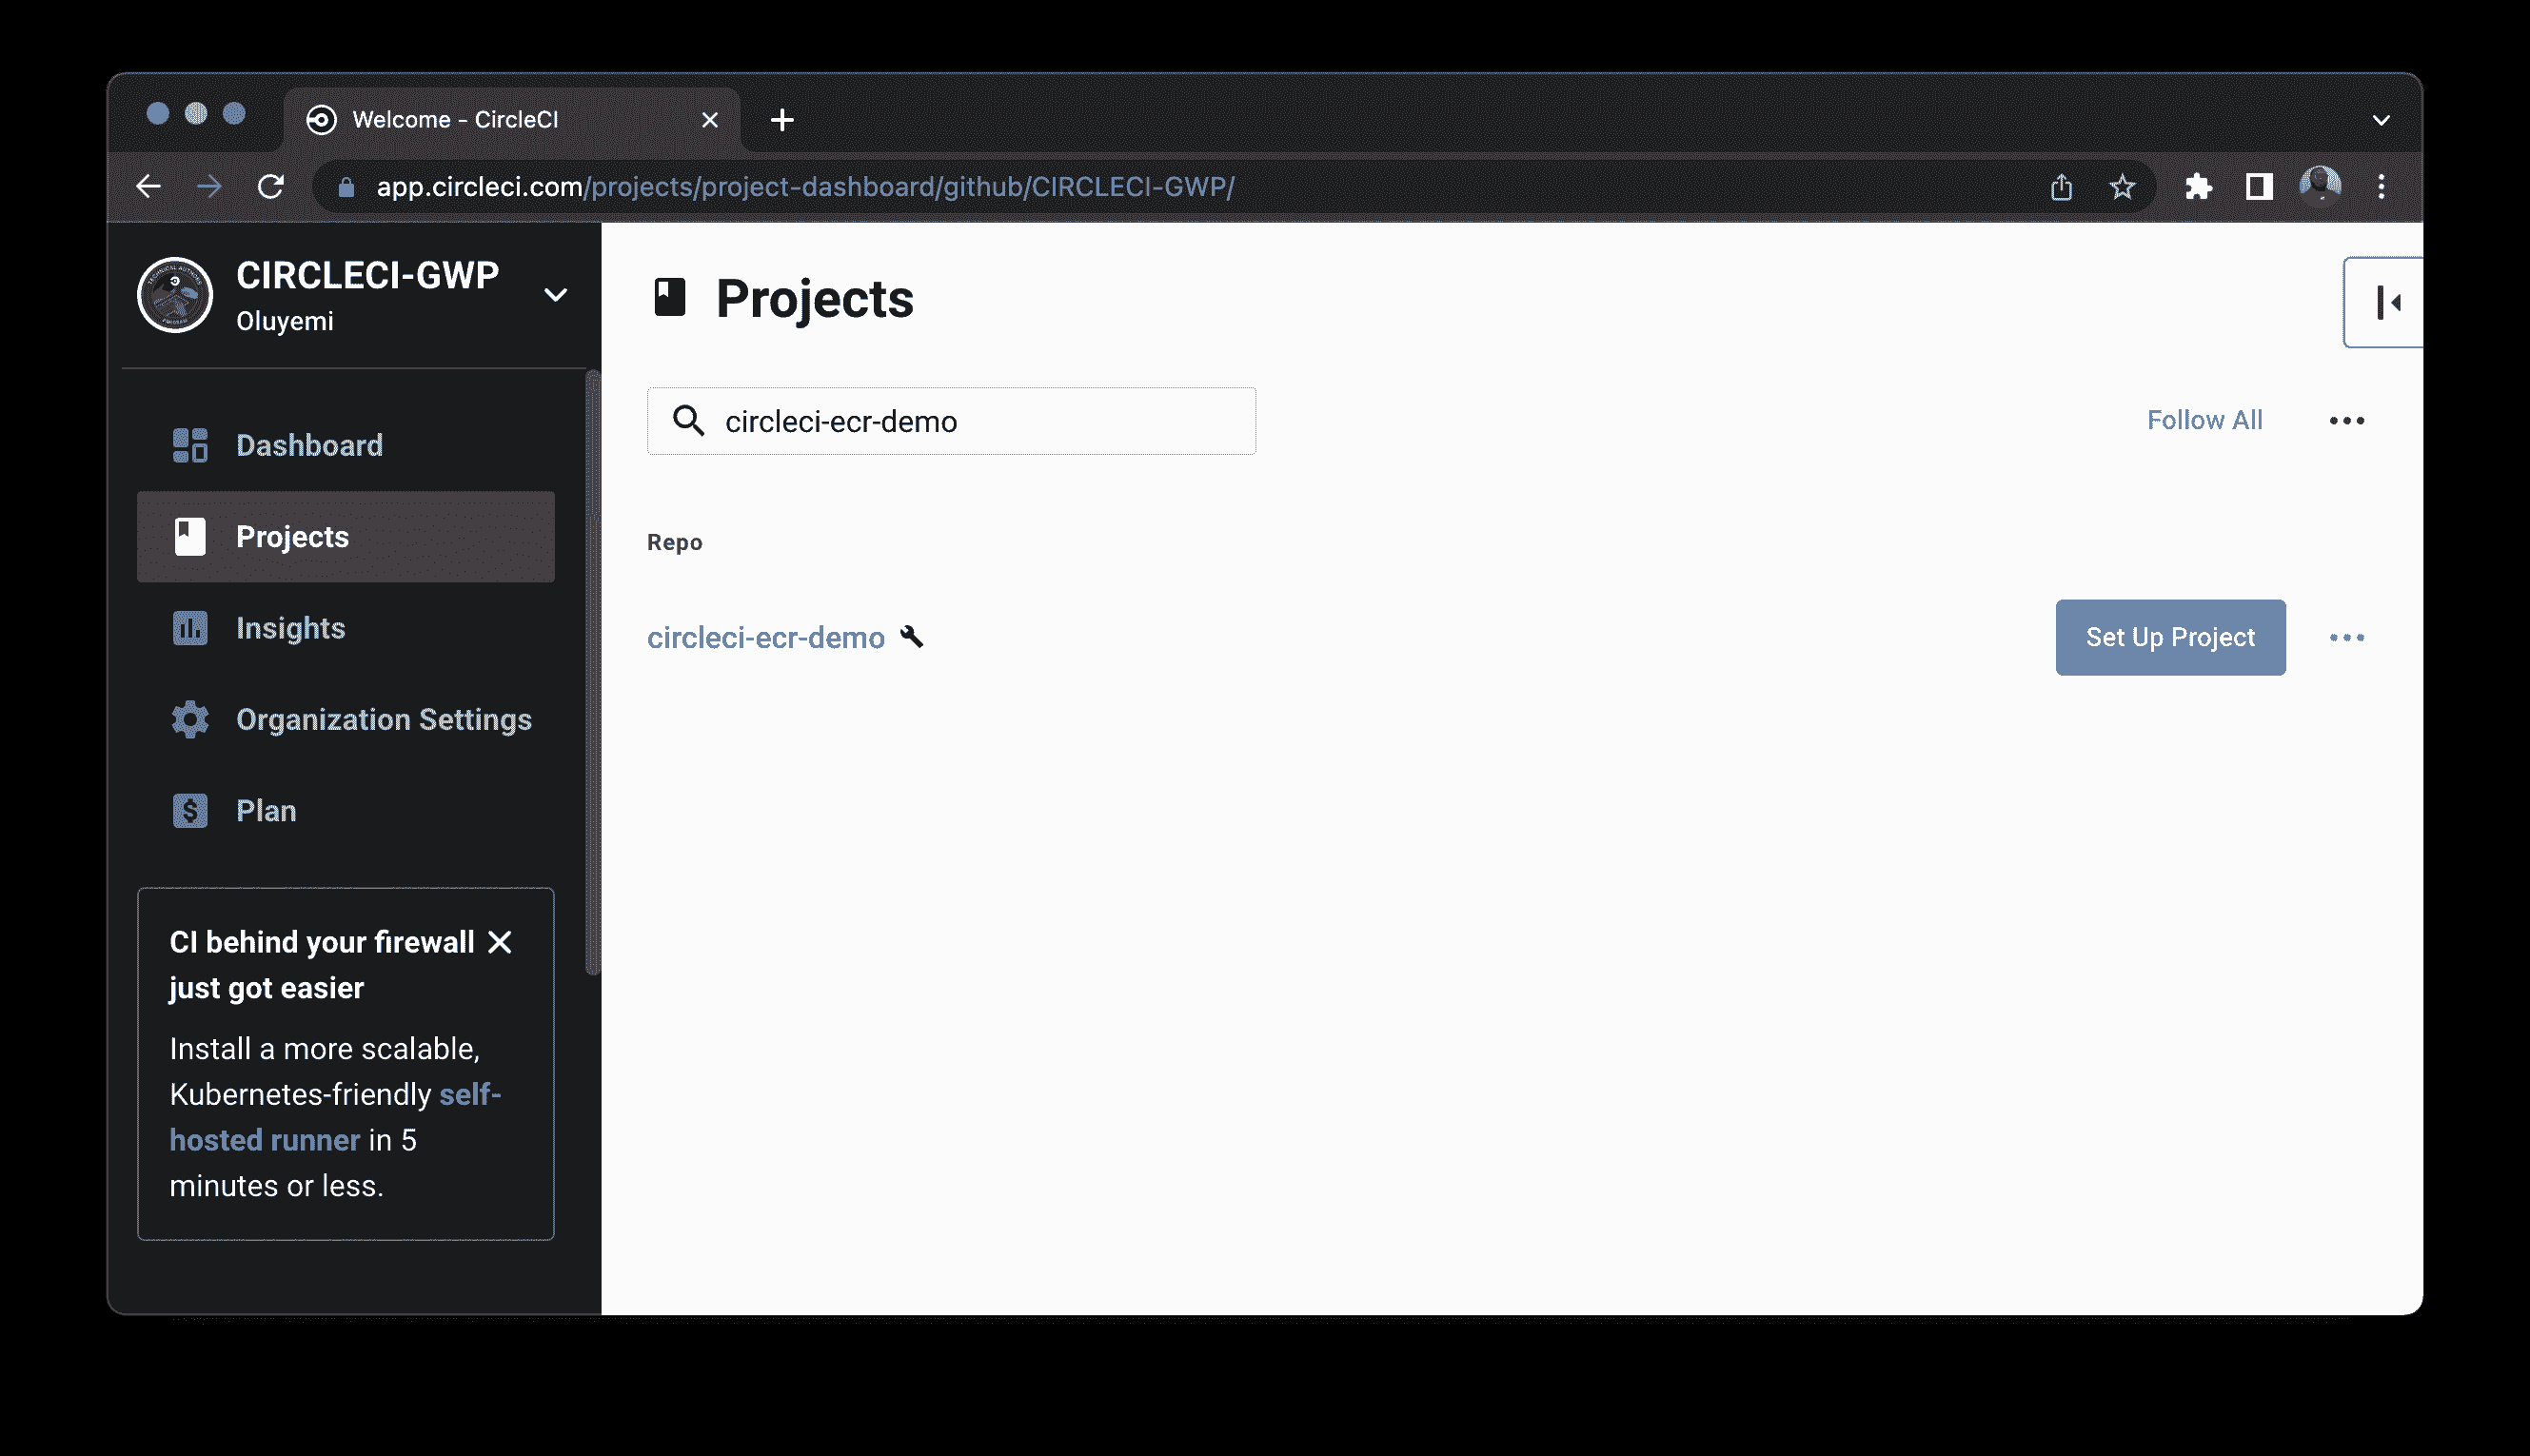 Welcome - CircleCI
app.circleci.com/projects/project-dashboard/github/CIRCLECI-GWP/
CIRCLECI-GWP
Oluyemi
Dashboard
Projects
Insights
Organization Settings
Plan
CI behind your firewall
just got easier
Install a more scalable,
Kubernetes-friendly self-
hosted runner in 5
minutes or less.
Projects
circleci-ecr-demo
Follow All
Repo
circleci-ecr-demo
Set Up Project